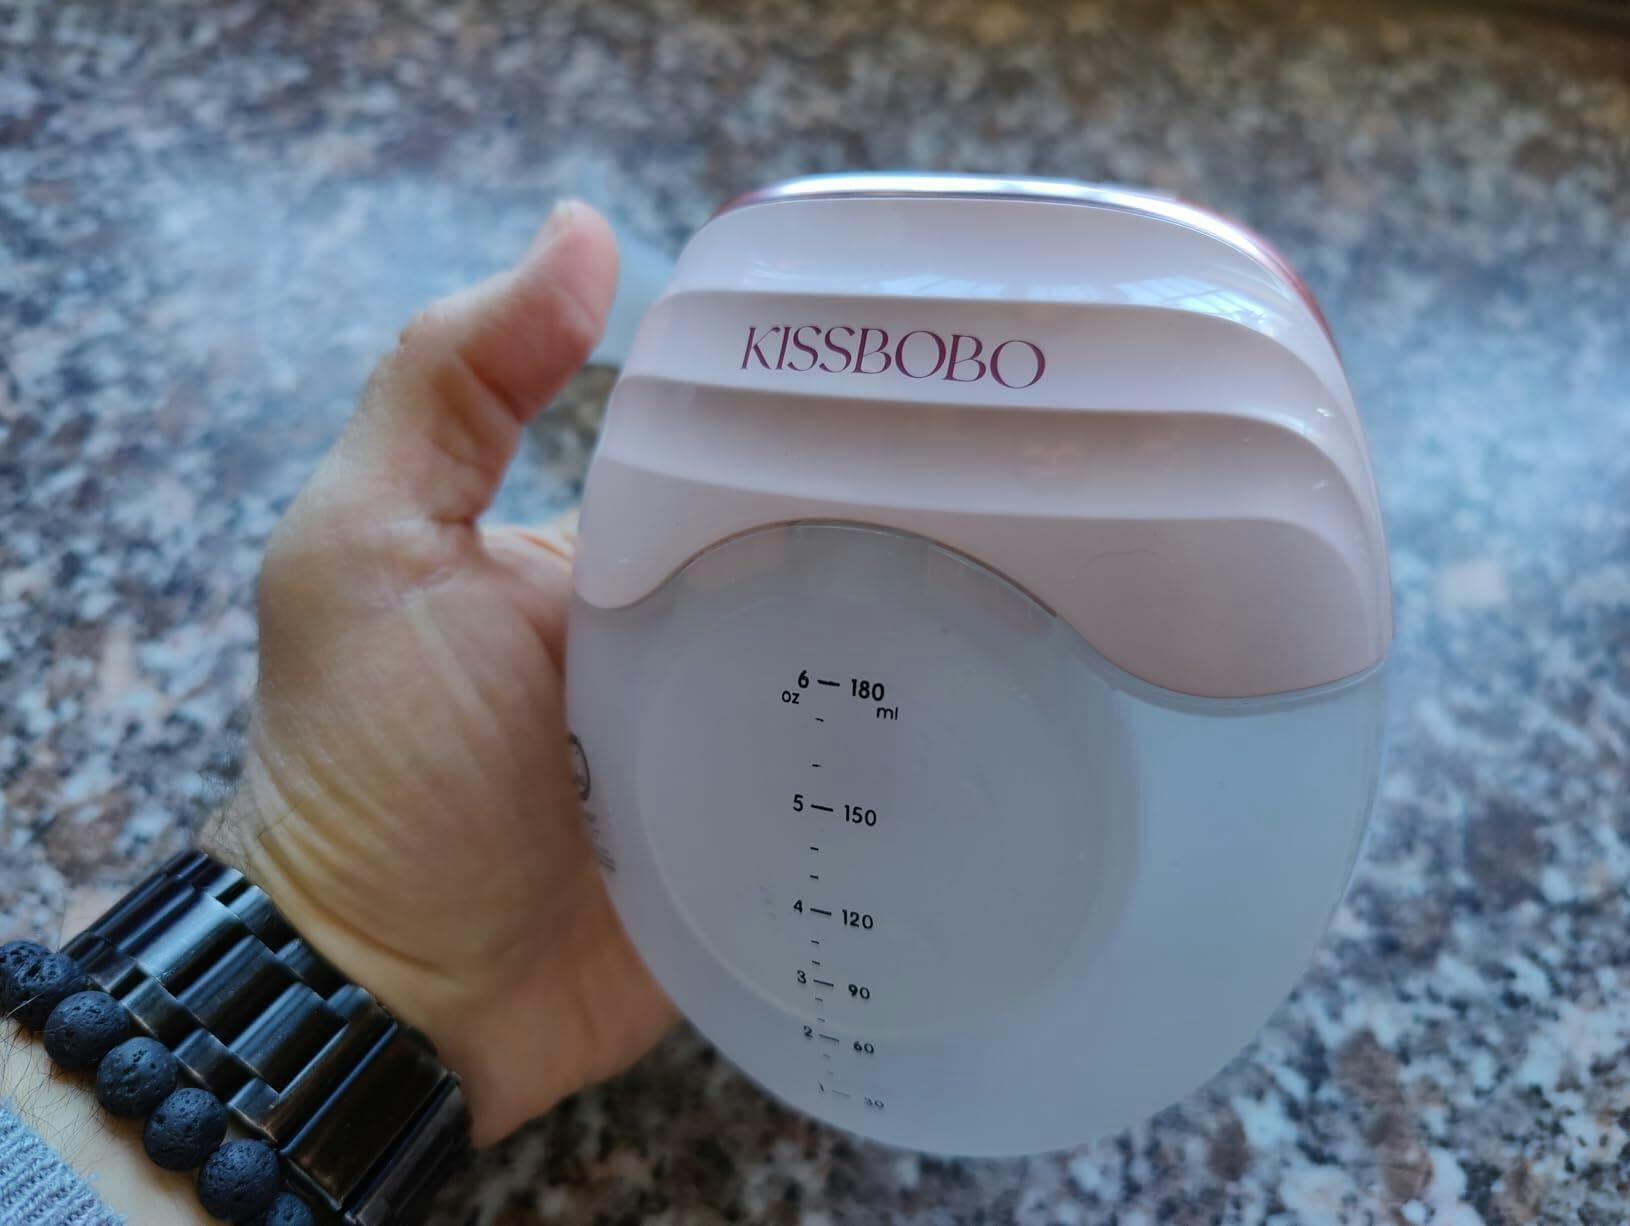 KISSBOBO
6 — 180
oz ml
5 — 150
4 — 120
3 — 90
2 — 60
1 — 30